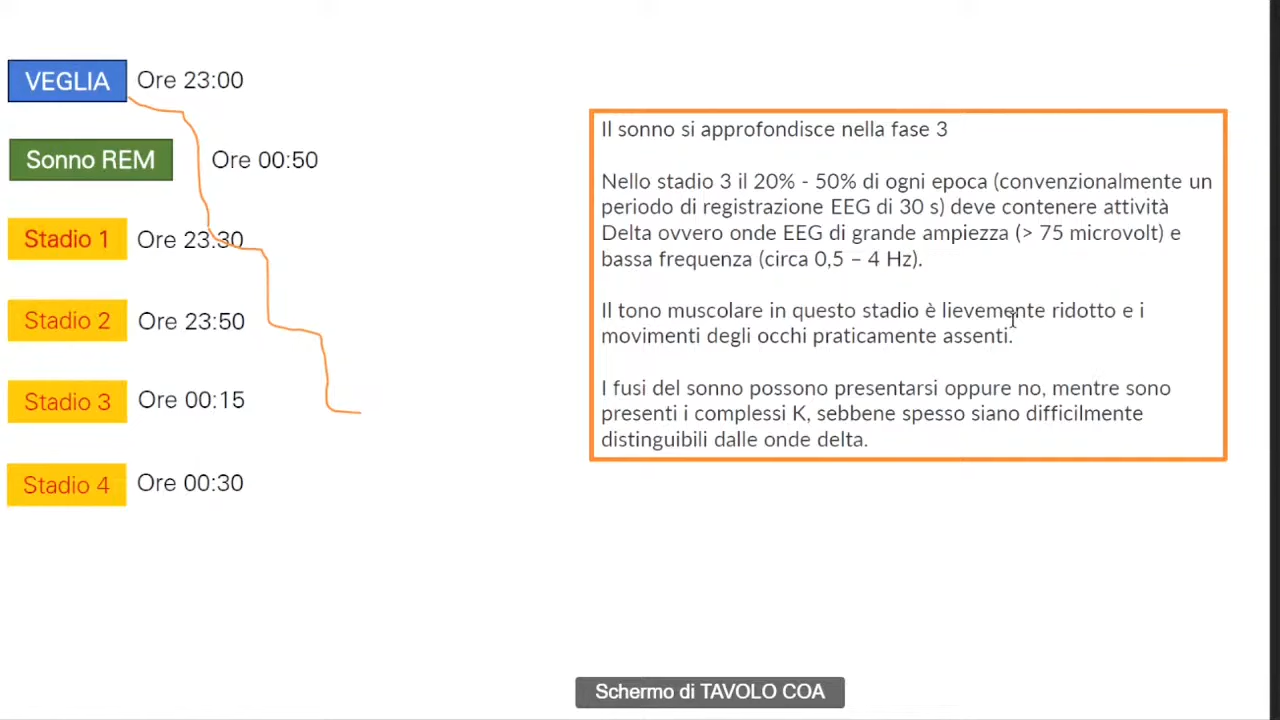 VEGLIA Ore 23:00
Sonno REM Ore 00:50
Stadio 1 Ore 23:30
Stadio 2 Ore 23:50
Stadio 3 Ore 00:15
Stadio 4 Ore 00:30
Il sonno si approfondisce nella fase 3
Nello stadio 3 il 20% - 50% di ogni epoca (convenzionalmente un
periodo di registrazione EEG di 30 s) deve contenere attività
Delta ovvero onde EEG di grande ampiezza (> 75 microvolt) e
bassa frequenza (circa 0,5 – 4 Hz).
Il tono muscolare in questo stadio è lievemente ridotto e i
movimenti degli occhi praticamente assenti.
I fusi del sonno possono presentarsi oppure no, mentre sono
presenti i complessi K, sebbene spesso siano difficilmente
distinguibili dalle onde delta.
Schermo di TAVOLO COA